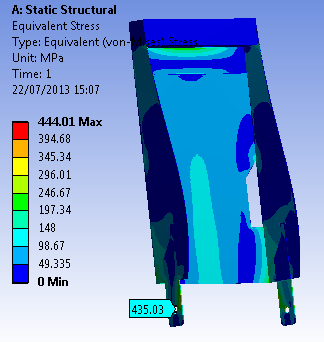 A: Static Structural
Equivalent Stress
Type: Equivalent (von-Mises) Stress
Unit: MPa
Time: 1
22/07/2013 15:07
444.01 Max
394.68
345.34
296.01
246.67
197.34
148
98.67
49.335
0 Min
435.03